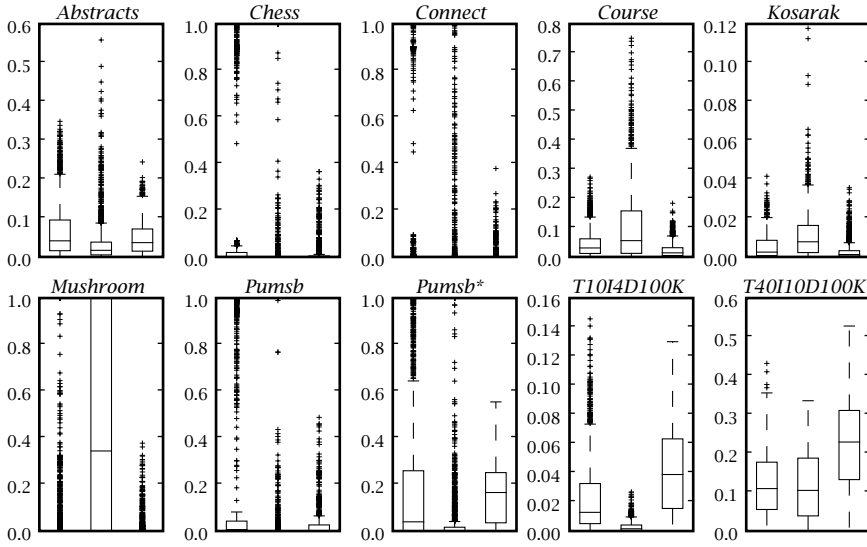 Abstracts Chess Connect Course Kosarak
0.6 1.0 1.0 0.8 0.12
0.7
0.5 0.10
0.8 0.8 0.6
0.4 0.08
0.6 0.6 0.5
0.3 0.4 0.06
0.4 0.4
0.2 0.3 0.04
0.2
0.1 0.2 0.2 0.02
0.1
0.0 0.0 0.0 0.0 0.00
Mushroom Pumsb Pumsb* T10I4D100K T40I10D100K
1.0 1.0 1.0 0.16 0.6
0.14
0.5
0.8 0.8 0.8 0.12
0.4
0.6 0.6 0.6 0.10
0.08 0.3
0.4 0.4 0.4 0.06
0.2
0.04
0.2 0.2 0.2 0.1
0.02
0.0 0.0 0.0 0.00 0.0